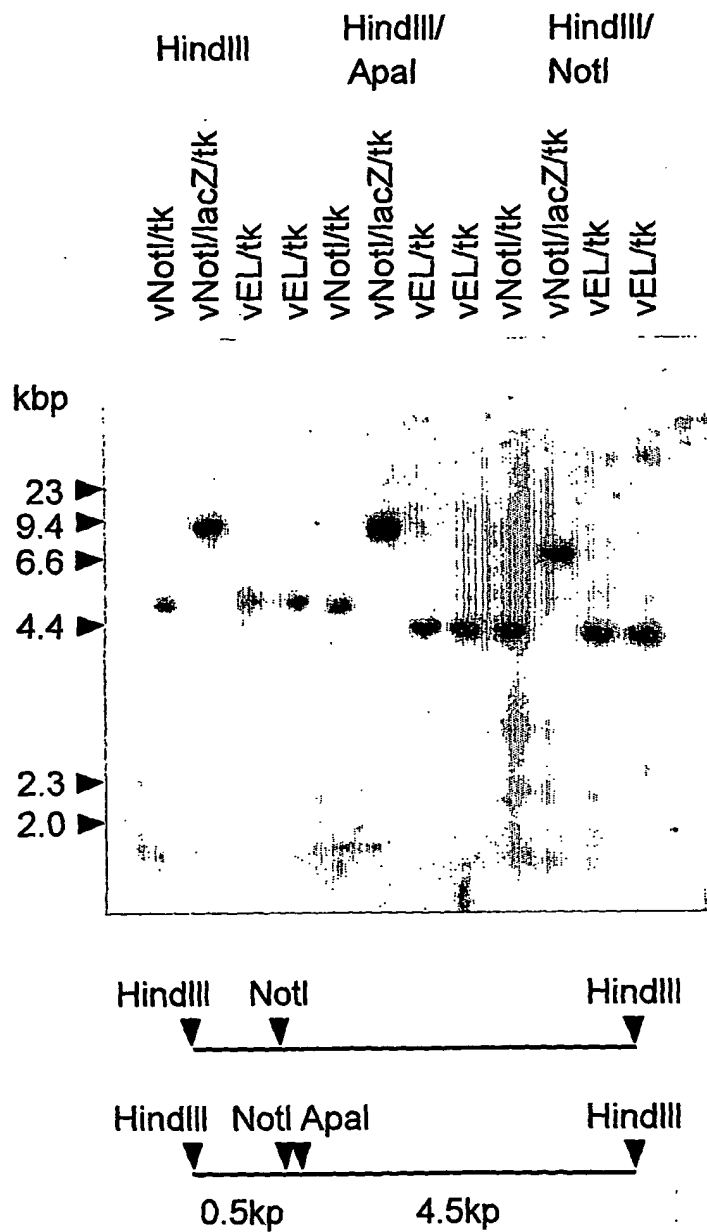 HindIII HindIII/ HindIII/
ApaI NotI
vNotI/tk
vNotI/lacZ/tk
vEL/tk
vEL/tk
vNotI/tk
vNotI/lacZ/tk
vEL/tk
vEL/tk
vNotI/tk
vNotI/lacZ/tk
vEL/tk
vEL/tk
kbp
23
9.4
6.6
4.4
2.3
2.0
HindIII NotI HindIII
HindIII NotI ApaI HindIII
0.5kp 4.5kp